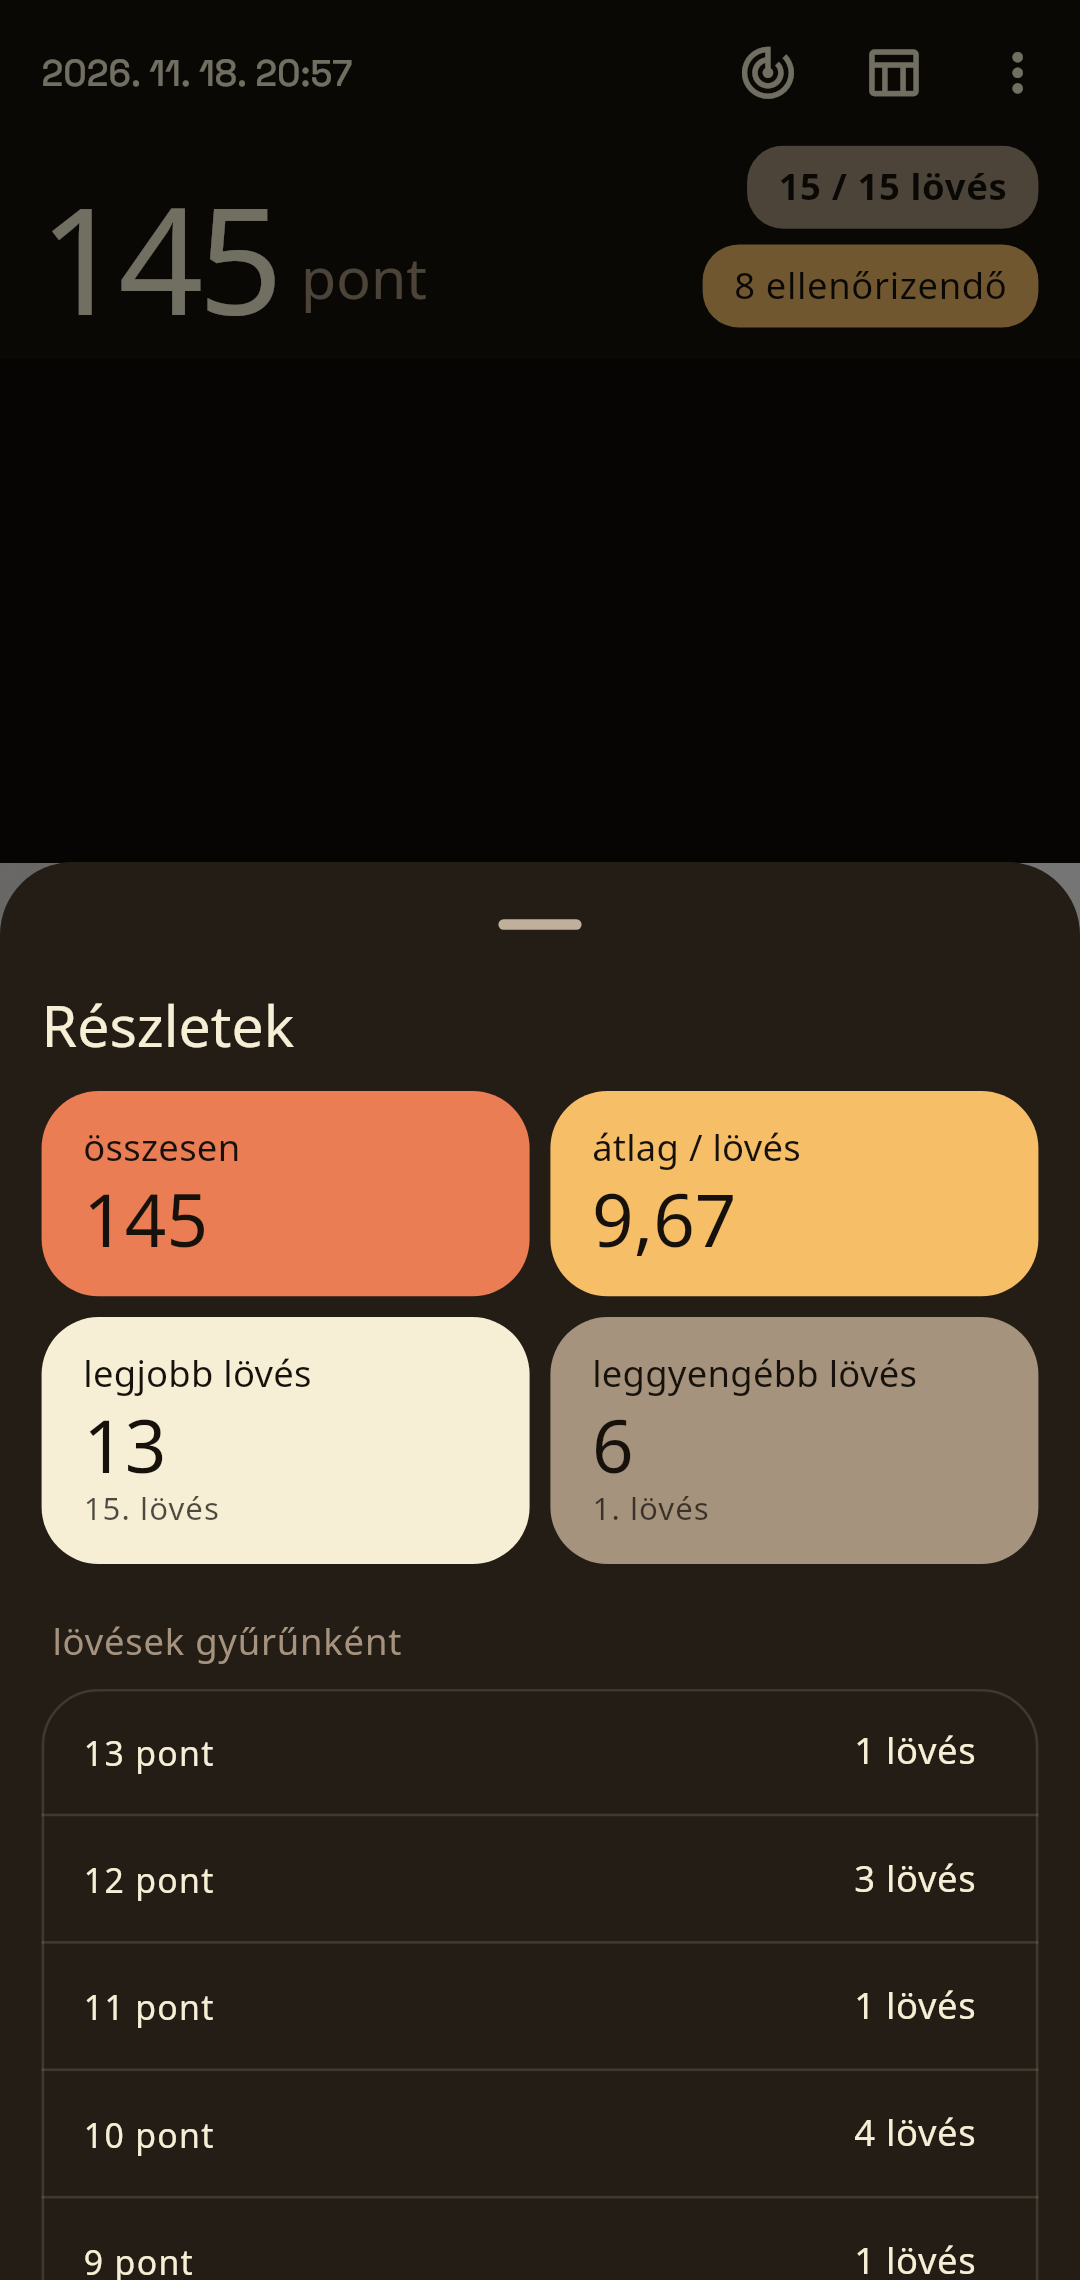 2026. 11. 18. 20:57
15 / 15 lövés
145 pont
8 ellenőrizendő
Részletek
összesen
145
átlag / lövés
9,67
legjobb lövés
13
15. lövés
leggyengébb lövés
6
1. lövés
lövések gyűrűnként
13 pont 1 lövés
12 pont 3 lövés
11 pont 1 lövés
10 pont 4 lövés
9 pont 1 lövés